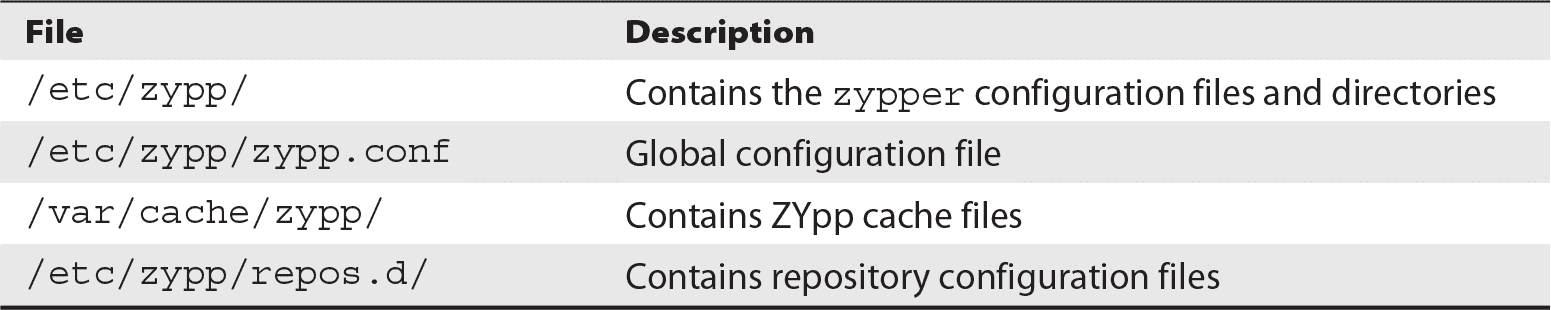 File Description
/etc/zypp/ Contains the zypper configuration files and directories
/etc/zypp/zypp.conf Global configuration file
/var/cache/zypp/ Contains ZYpp cache files
/etc/zypp/repos.d/ Contains repository configuration files